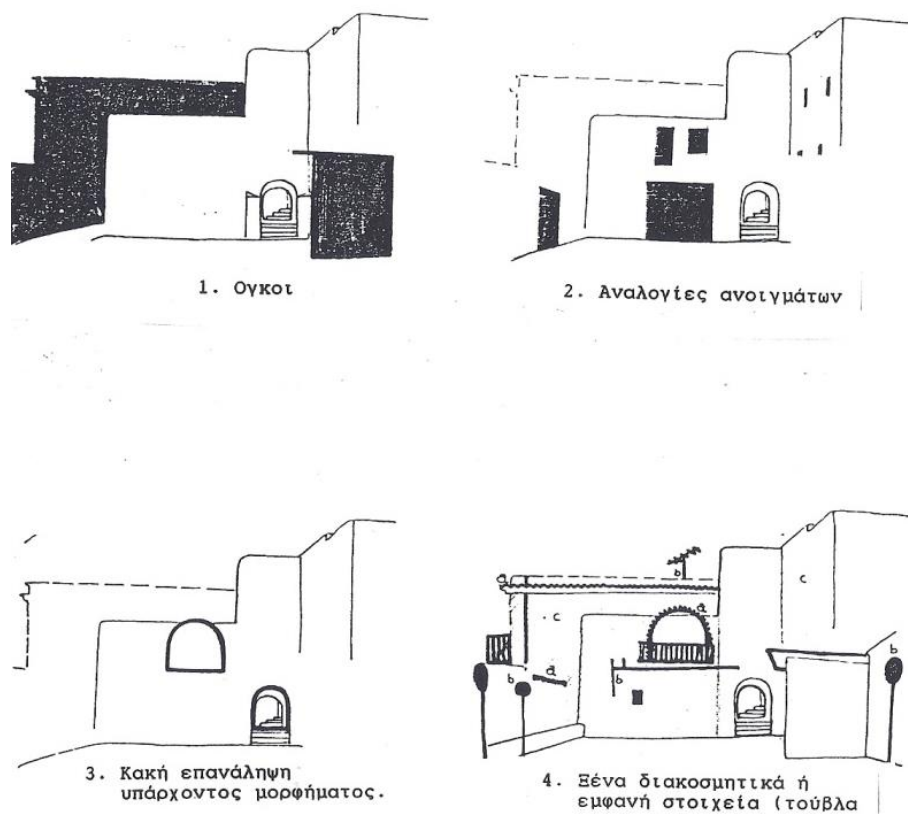 1. Ογκοι
2. Αναλογίες ανοιγμάτων
3. Κακή επανάληψη
υπάρχοντος μορφήματος.
b
a
a
c
c
b
a
b
b
4. Ξένα διακοσμητικά ή
εμφανή στοιχεία (τούβλα